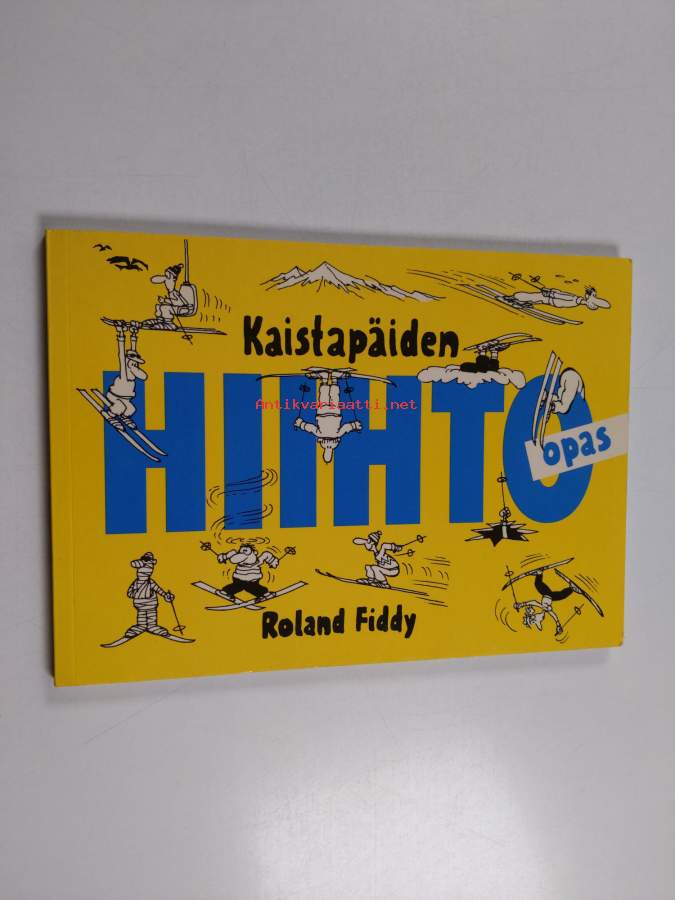 Kaistapäiden
HIIHTO
opas
Antikvariaatti.net
Roland Fiddy